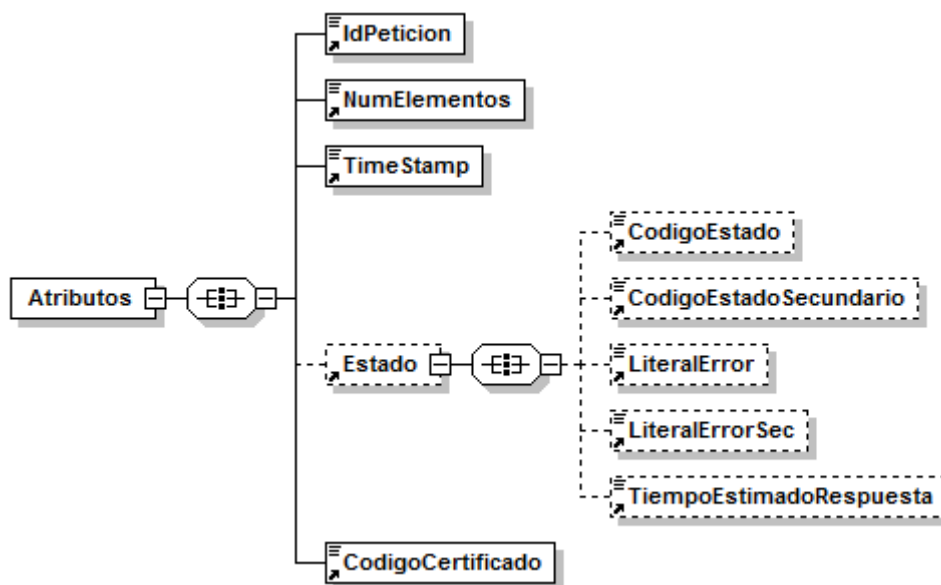 IdPeticion
NumElementos
TimeStamp
CodigoEstado
Atributos
CodigoEstadoSecundario
Estado
LiteralError
LiteralErrorSec
TiempoEstimadoRespuesta
CodigoCertificado